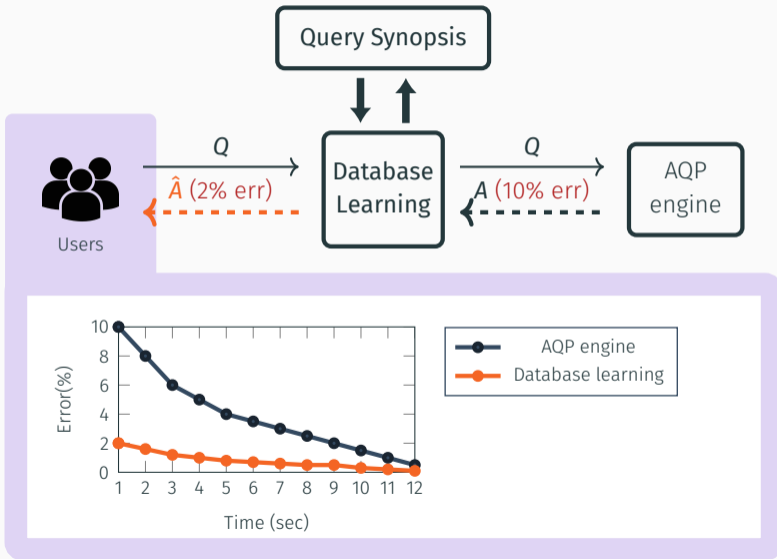 Query Synopsis
Q
Q
Â (2% err)
A (10% err)
Database
Learning
AQP
engine
Users
10
8
6
4
2
0
Error(%)
1 2 3 4 5 6 7 8 9 10 11 12
Time (sec)
AQP engine
Database learning